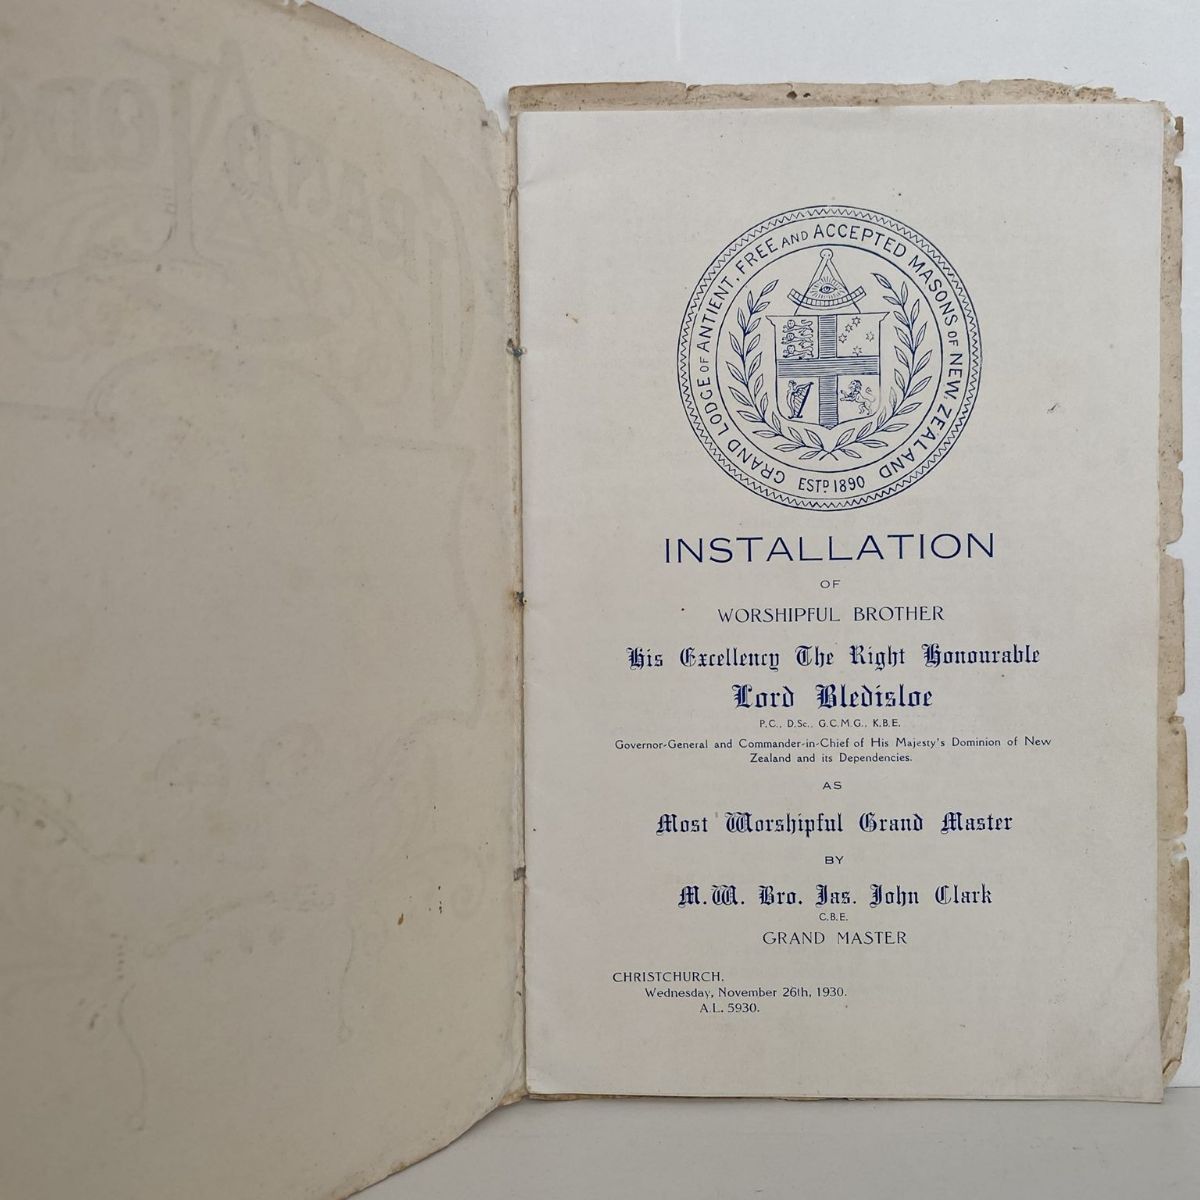 GRAND LODGE OF ANTIENT, FREE AND ACCEPTED MASONS OF NEW ZEALAND
ESTD 1890
INSTALLATION
OF
WORSHIPFUL BROTHER
His Excellency The Right Honourable
Lord Bledisloe
P.C., D.Sc., G.C.M.G., K.B.E.
Governor-General and Commander-in-Chief of His Majesty's Dominion of New
Zealand and its Dependencies.
AS
Most Worshipful Grand Master
BY
M.W. Bro. Jas. John Clark
C.B.E.
GRAND MASTER
CHRISTCHURCH,
Wednesday, November 26th, 1930.
A.L. 5930.